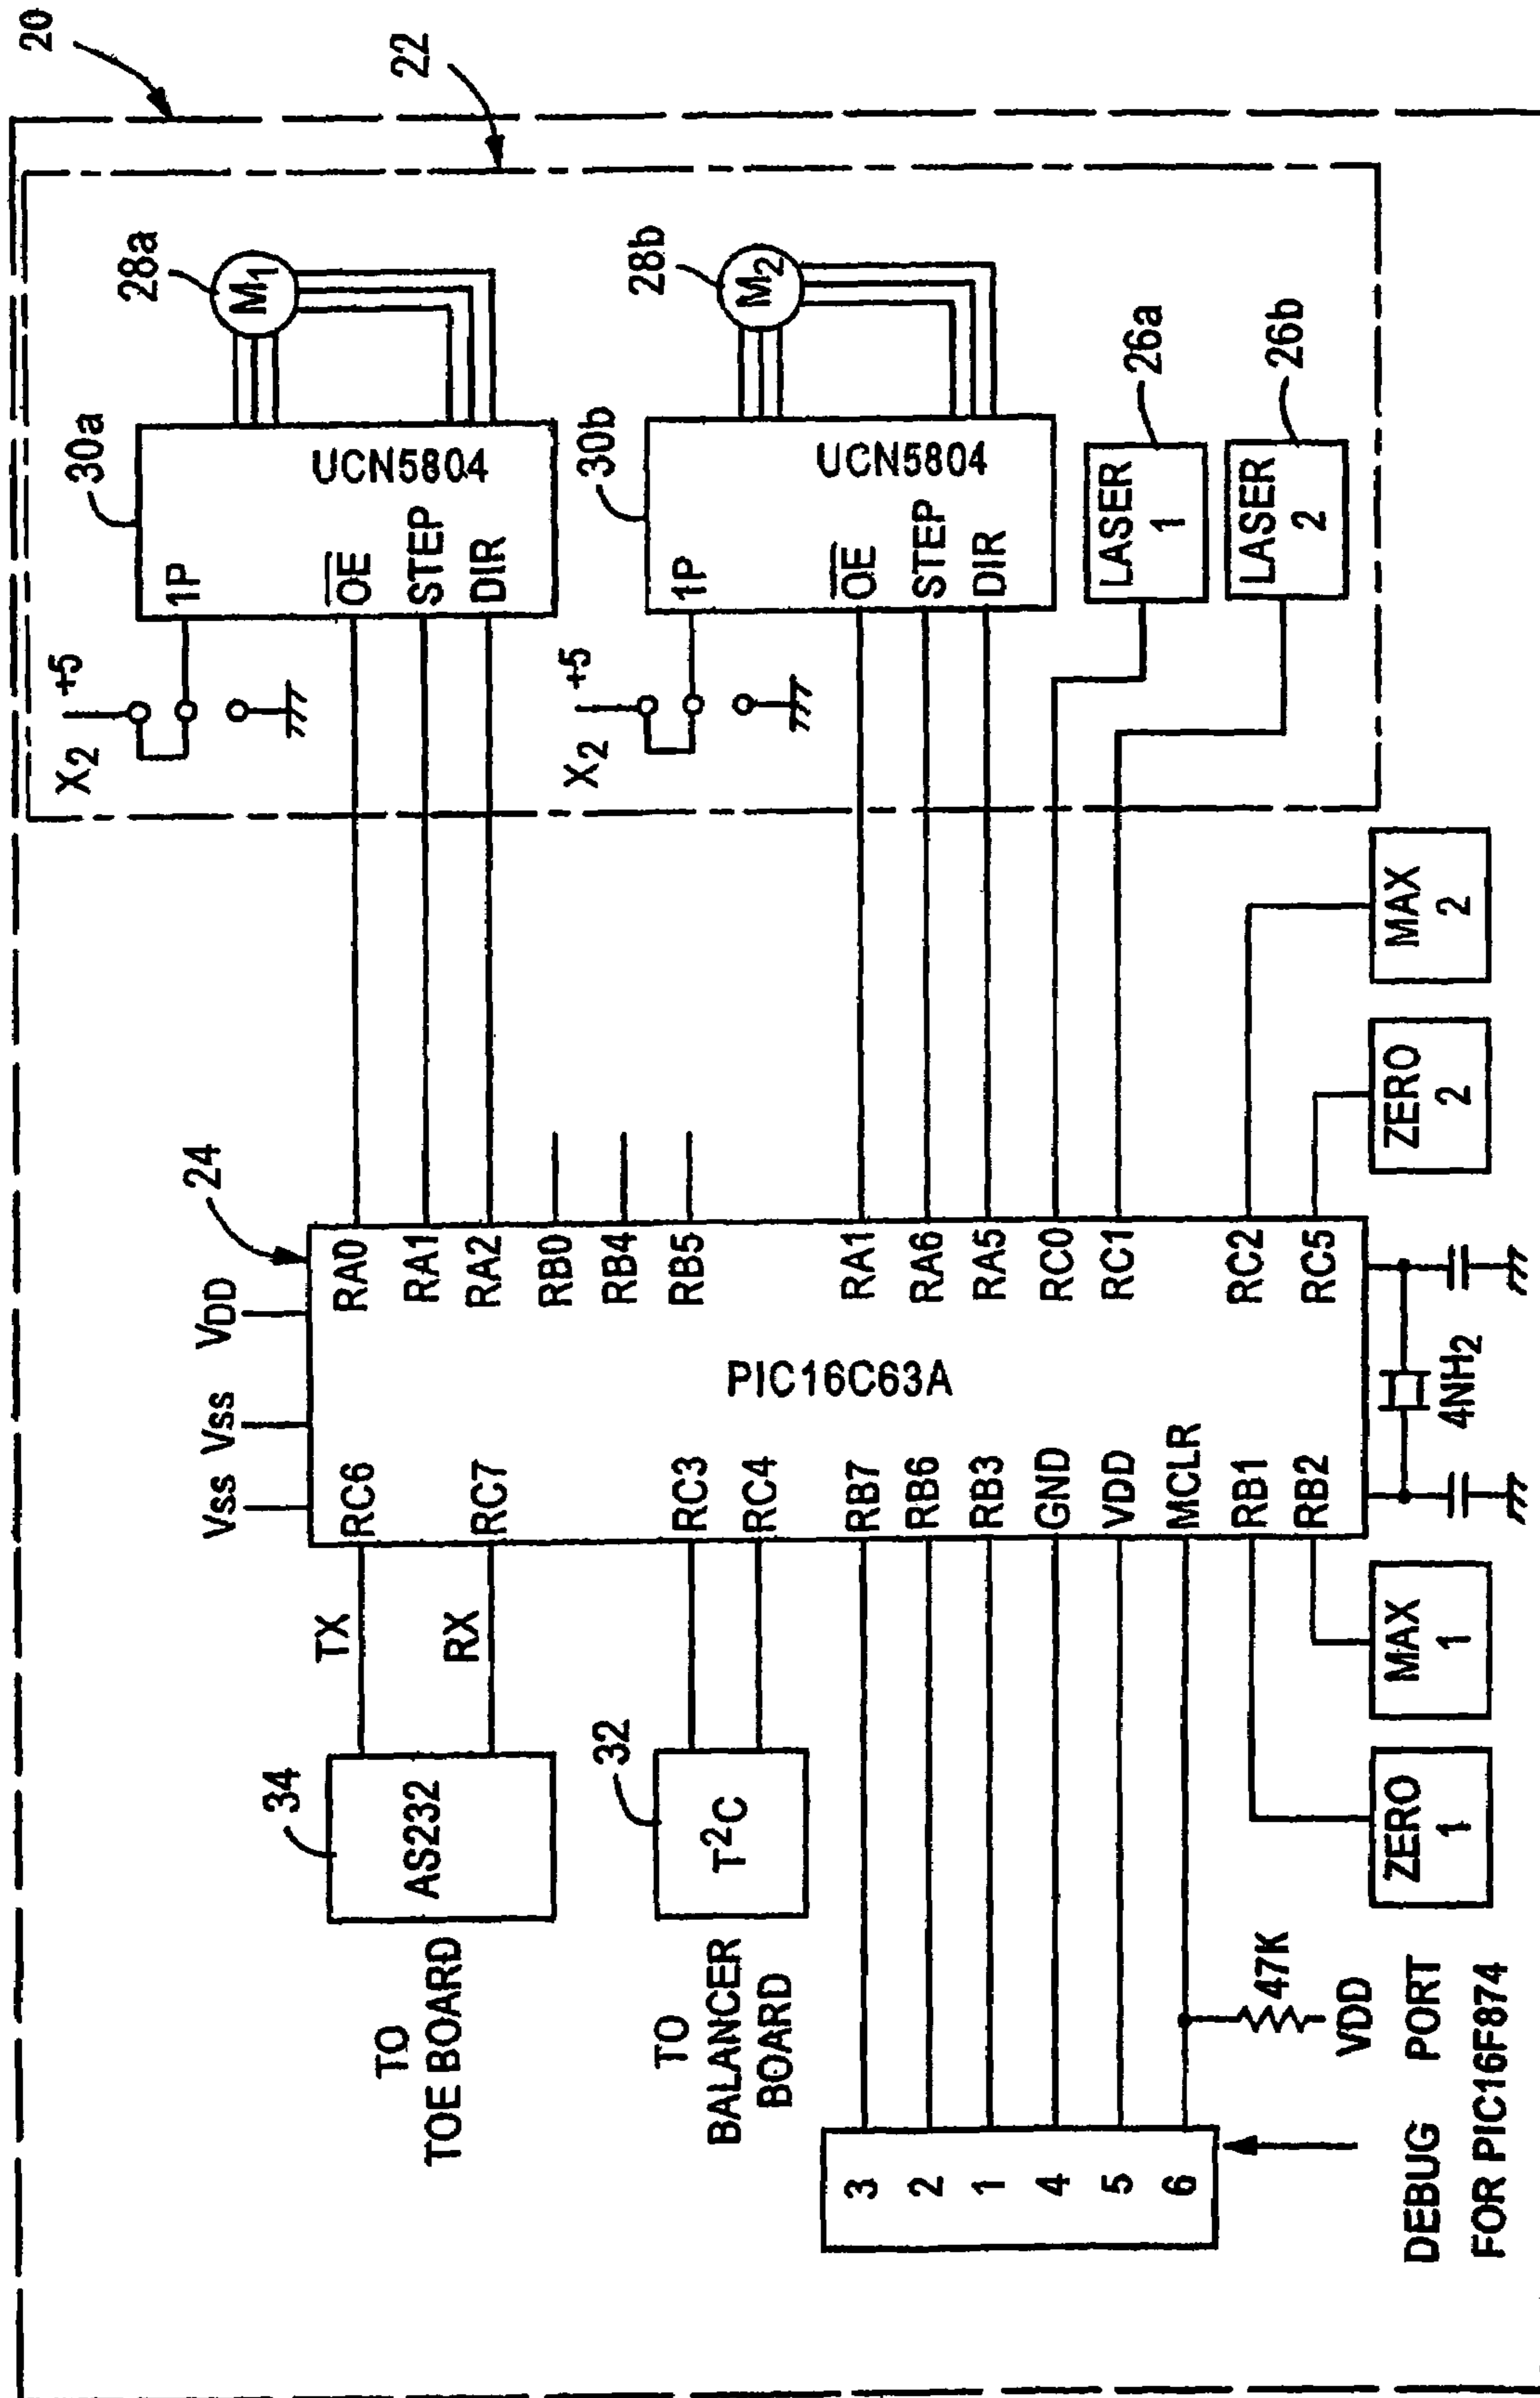 20
22
24
VSS
VSS
VDD
34
AS232
TO
TOE BOARD
TX
RX
32
T²C
TO
BALANCER
BOARD
3
2
1
4
5
6
DEBUG PORT
FOR PIC16F874
47K
VDD
RC6
RC7
RC3
RC4
RB7
RB6
RB3
GND
VDD
MCLR
RB1
RB2
PIC16C63A
RA0
RA1
RA2
RB0
RB4
RB5
RA1
RA6
RA5
RC0
RC1
RC2
RC5
ZERO
1
MAX
1
4NH₂
ZERO
2
MAX
2
X₂
+5
30a
1P
OE
STEP
DIR
UCN5804
28a
M₁
X₂
+5
30b
1P
OE
STEP
DIR
UCN5804
28b
M₂
LASER
1
26a
LASER
2
26b